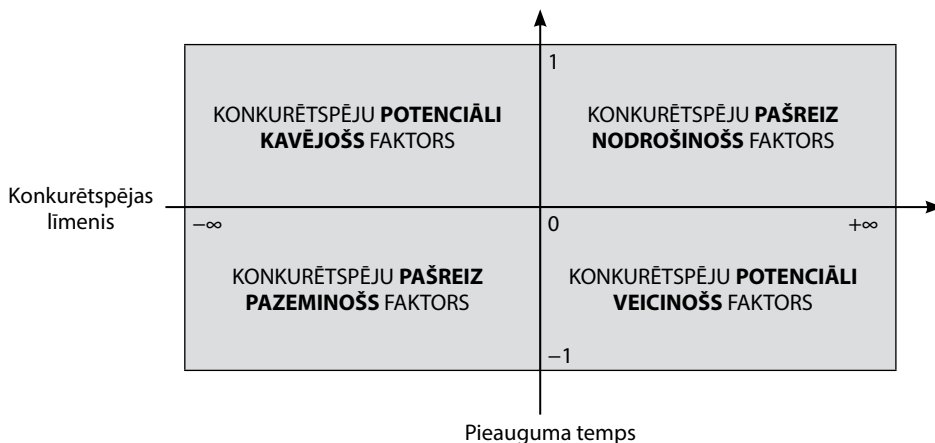 1
KONKURĒTSPĒJU POTENCIĀLI
KAVĒJOŠS FAKTORS
KONKURĒTSPĒJU PAŠREIZ
NODROŠINOŠS FAKTORS
Konkurētspējas
līmenis
−∞
0
+∞
KONKURĒTSPĒJU PAŠREIZ
PAZEMINOŠS FAKTORS
KONKURĒTSPĒJU POTENCIĀLI
VEICINOŠS FAKTORS
−1
Pieauguma temps